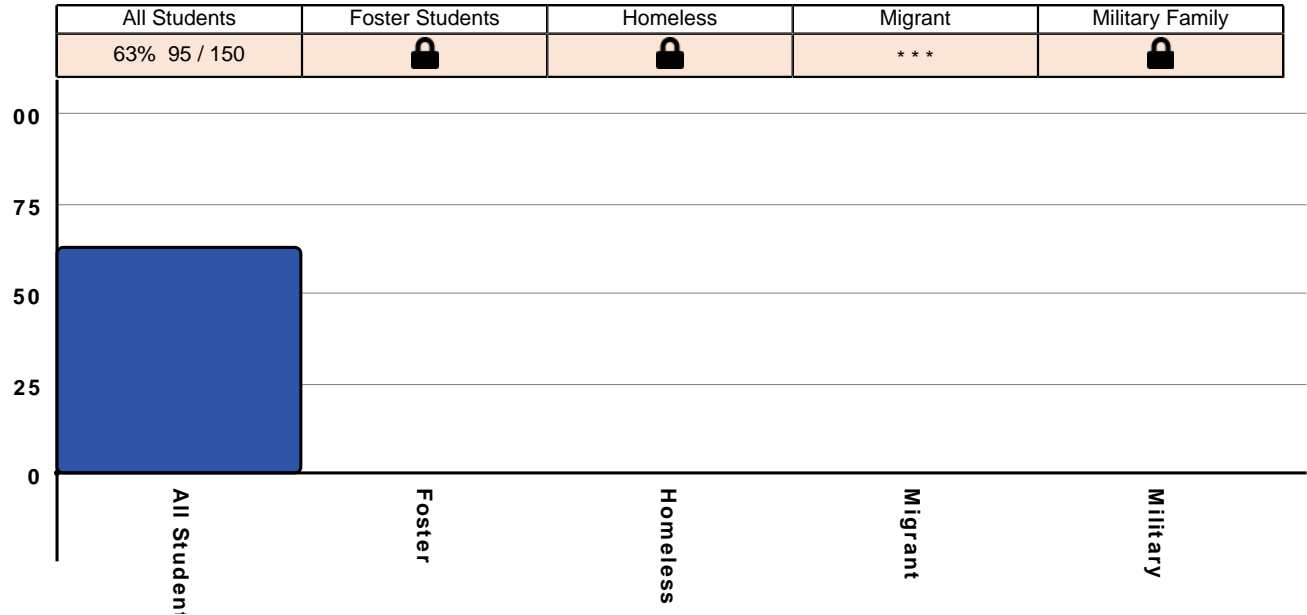 All Students Foster Students Homeless Migrant Military Family
63% 95 / 150 * * *
00
75
50
25
0
All Student
Foster
Homeless
Migrant
Military